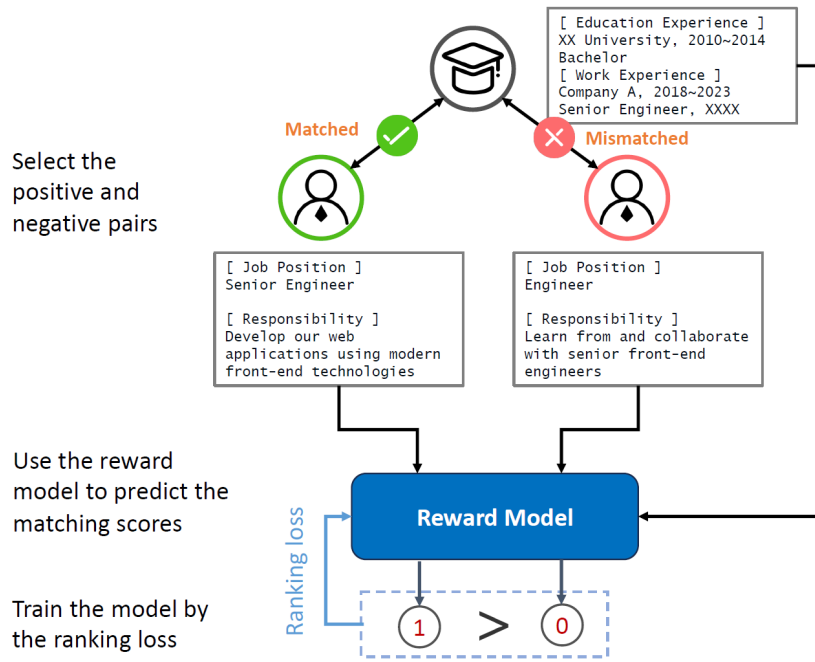 [ Education Experience ]
XX University, 2010~2014
Bachelor
[ Work Experience ]
Company A, 2018~2023
Senior Engineer, XXXX
Matched
Mismatched
Select the
positive and
negative pairs
[ Job Position ]
Senior Engineer
[ Responsibility ]
Develop our web
applications using modern
front-end technologies
[ Job Position ]
Engineer
[ Responsibility ]
Learn from and collaborate
with senior front-end
engineers
Use the reward
model to predict the
matching scores
Reward Model
Ranking loss
Train the model by
the ranking loss
1 > 0